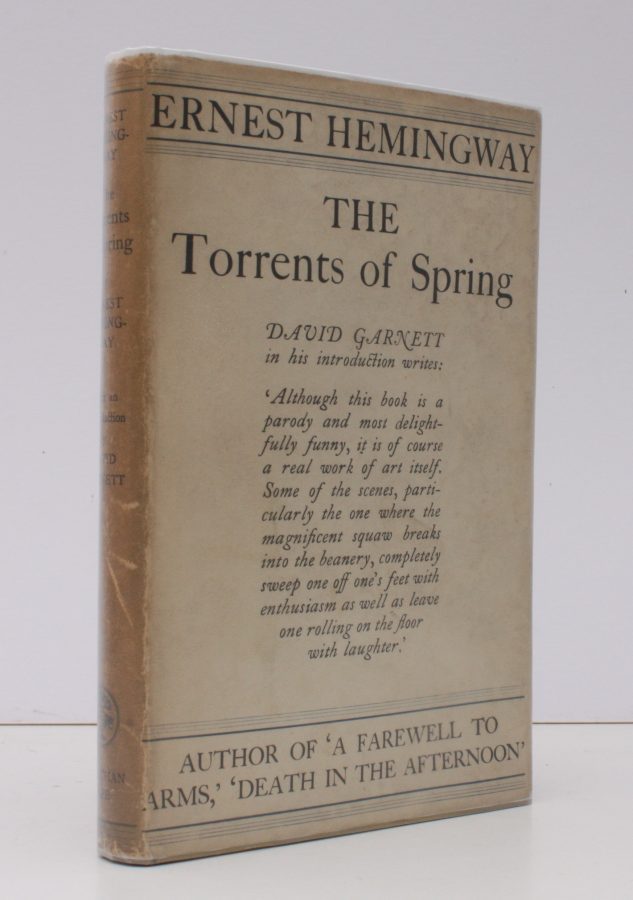 ERNEST HEMINGWAY
THE
Torrents of Spring
DAVID GARNETT
in his introduction writes:
‘Although this book is a
parody and most delight-
fully funny, it is of course
a real work of art itself.
Some of the scenes, parti-
cularly the one where the
magnificent squaw breaks
into the beanery, completely
sweep one off one's feet with
enthusiasm as well as leave
one rolling on the floor
with laughter.’
AUTHOR OF ‘A FAREWELL TO
ARMS,’ ‘DEATH IN THE AFTERNOON’